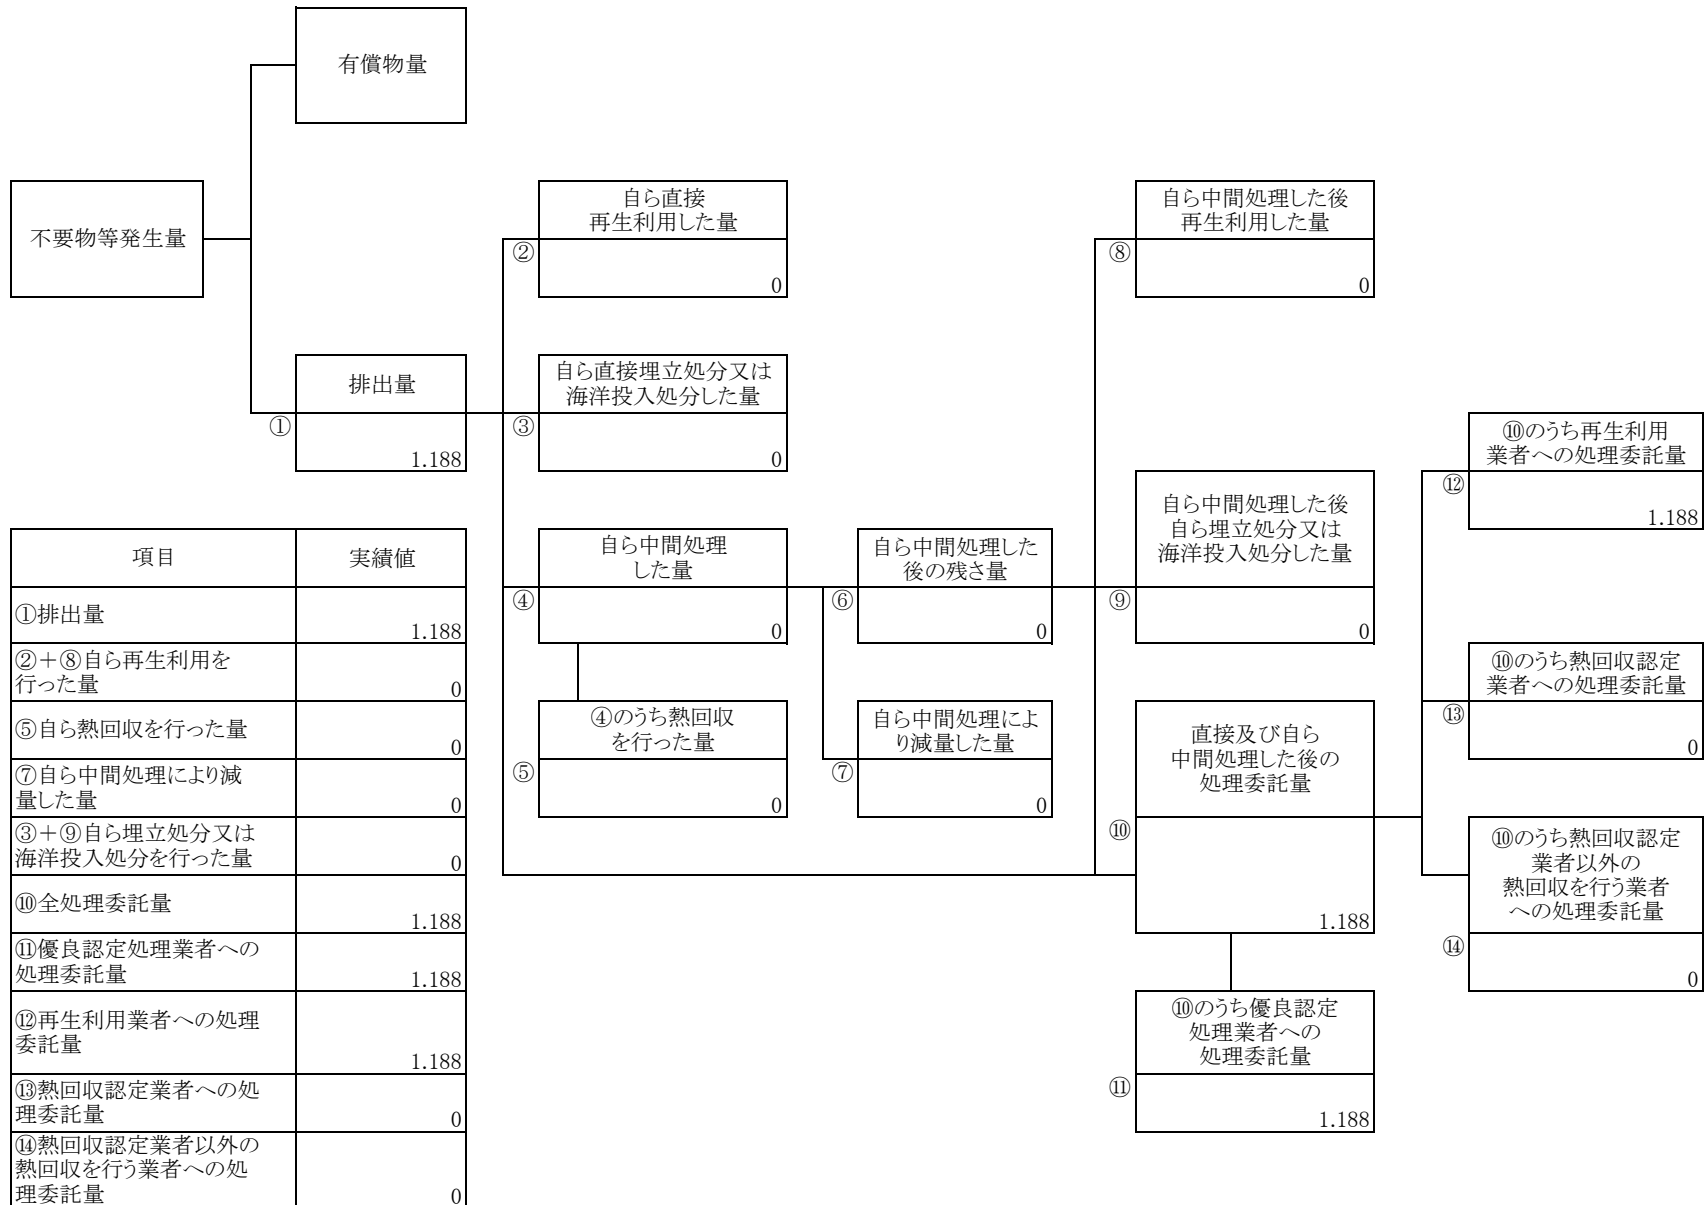 有償物量
不要物等発生量
自ら直接
再生利用した量
②
0
自ら中間処理した後
再生利用した量
⑧
0
排出量
①
1.188
自ら直接埋立処分又は
海洋投入処分した量
③
0
⑩のうち再生利用
業者への処理委託量
⑫
1.188
自ら中間処理
した量
④
0
自ら中間処理した
後の残さ量
⑥
0
自ら中間処理した後
自ら埋立処分又は
海洋投入処分した量
⑨
0
⑩のうち熱回収認定
業者への処理委託量
⑬
0
④のうち熱回収
を行った量
⑤
0
自ら中間処理によ
り減量した量
⑦
0
直接及び自ら
中間処理した後の
処理委託量
⑩
1.188
⑩のうち熱回収認定
業者以外の
熱回収を行う業者
への処理委託量
⑭
0
⑩のうち優良認定
処理業者への
処理委託量
⑪
1.188
項目 実績値
①排出量
1.188
②＋⑧自ら再生利用を
行った量 0
⑤自ら熱回収を行った量
0
⑦自ら中間処理により減
量した量 0
③＋⑨自ら埋立処分又は
海洋投入処分を行った量 0
⑩全処理委託量
1.188
⑪優良認定処理業者への
処理委託量 1.188
⑫再生利用業者への処理
委託量
1.188
⑬熱回収認定業者への処
理委託量 0
⑭熱回収認定業者以外の
熱回収を行う業者への処
理委託量 0